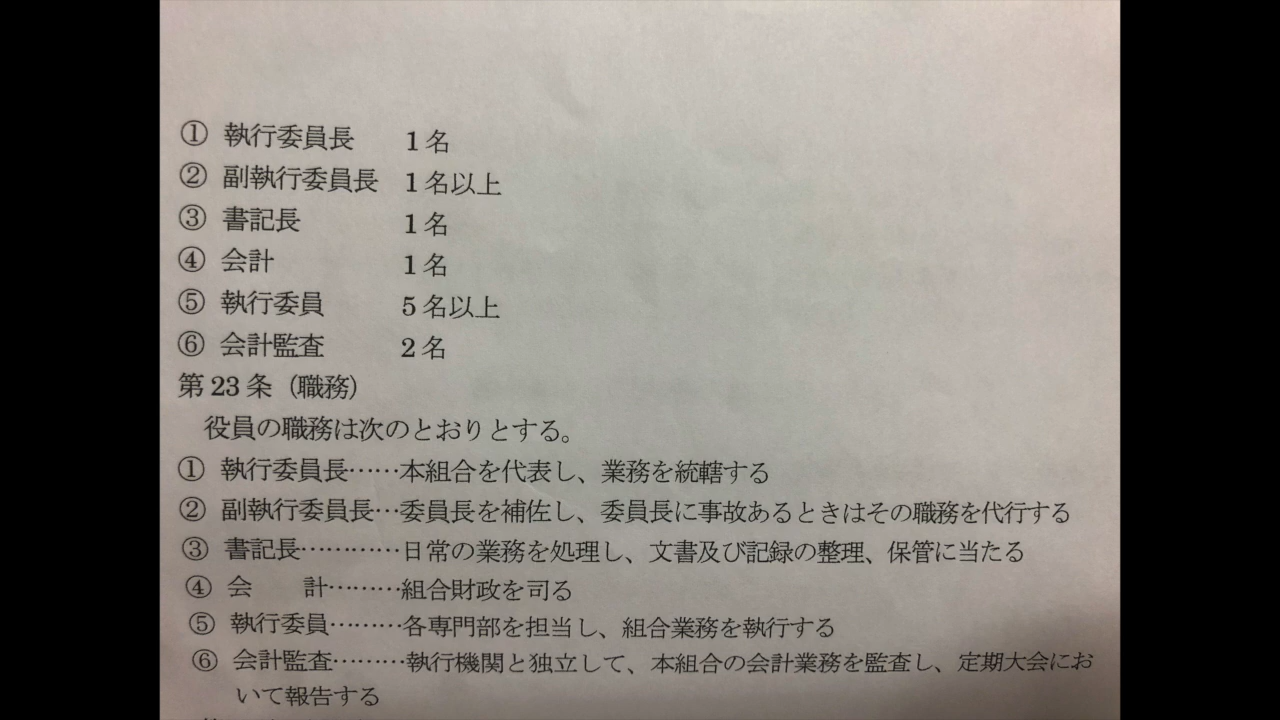 ① 執行委員長 1名
② 副執行委員長 1名以上
③ 書記長 1名
④ 会計 1名
⑤ 執行委員 5名以上
⑥ 会計監査 2名
第23条（職務）
役員の職務は次のとおりとする。
① 執行委員長……本組合を代表し、業務を統轄する
② 副執行委員長…委員長を補佐し、委員長に事故あるときはその職務を代行する
③ 書記長…………日常の業務を処理し、文書及び記録の整理、保管に当たる
④ 会　　計………組合財政を司る
⑤ 執行委員………各専門部を担当し、組合業務を執行する
⑥ 会計監査………執行機関と独立して、本組合の会計業務を監査し、定期大会にお
いて報告する